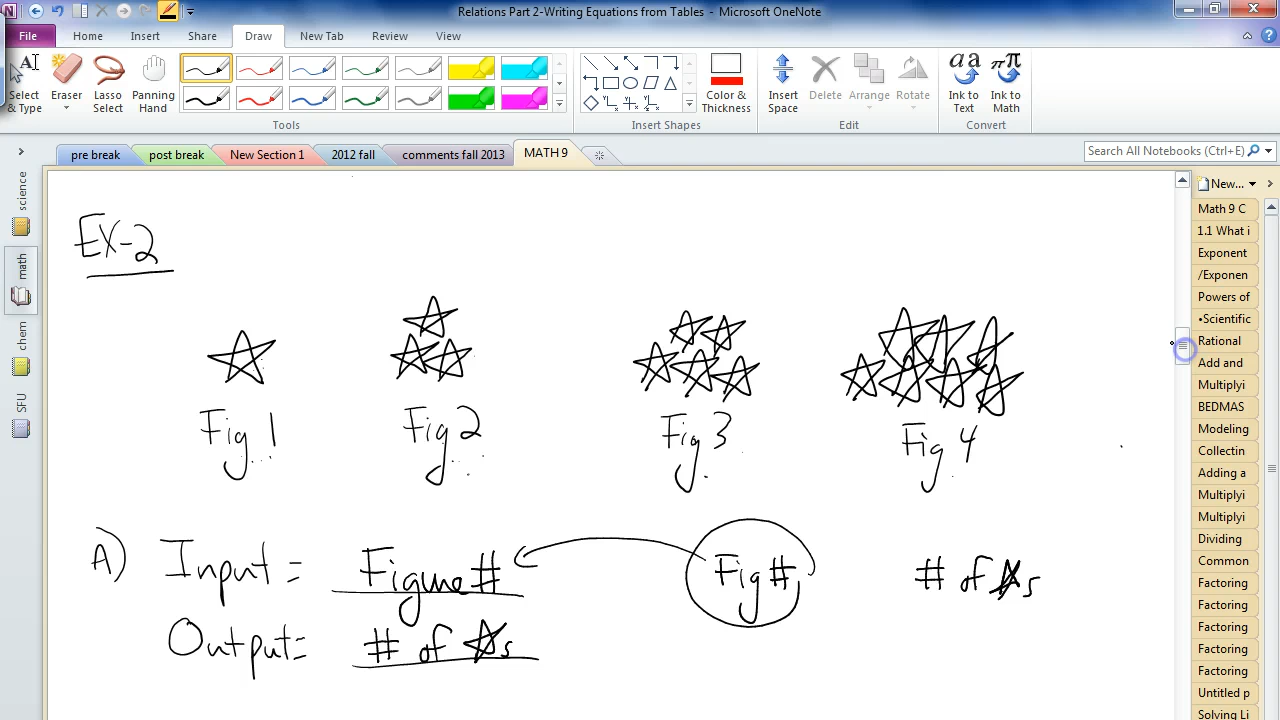 Relations Part 2-Writing Equations from Tables - Microsoft OneNote
File Home Insert Share Draw New Tab Review View
Select & Type
Eraser
Lasso Select
Panning Hand
Color & Thickness
Insert Space
Delete
Arrange
Rotate
Ink to Text
Ink to Math
Tools
Insert Shapes
Edit
Convert
pre break
post break
New Section 1
2012 fall
comments fall 2013
MATH 9
Search All Notebooks (Ctrl+E)
science
math
chem
SFU
EX-2
Fig 1
Fig 2
Fig 3
Fig 4
A) Input = Figure #
Fig #
# of ☆s
Output = # of ☆s
New...
Math 9 C
1.1 What i
Exponent
/Exponen
Powers of
•Scientific
Rational
Add and
Multiplyi
BEDMAS
Modeling
Collectin
Adding a
Multiplyi
Multiplyi
Dividing
Common
Factoring
Factoring
Factoring
Factoring
Factoring
Untitled p
Solving Li